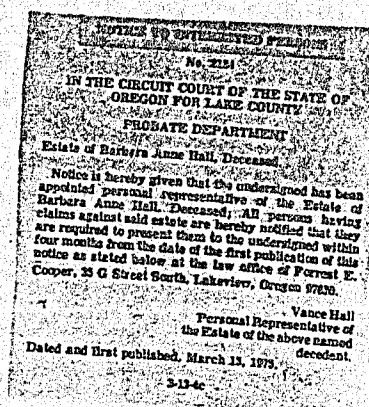 NOTICE TO INTERESTED PERSONS
No. 2254
IN THE CIRCUIT COURT OF THE STATE OF
OREGON FOR LAKE COUNTY
PROBATE DEPARTMENT
Estate of Barbara Anne Hall, Deceased
Notice is hereby given that the undersigned has been
appointed personal representative of the Estate of
Barbara Anne Hall, Deceased; All persons having
claims against said estate are hereby notified that they
are required to present them to the undersigned within
four months from the date of the first publication of this
notice as stated below at the law office of Forrest E.
Cooper, 35 G Street South, Lakeview, Oregon 97630.
Vance Hall
Personal Representative of
the Estate of the above named
decedent.
Dated and first published, March 13, 1975.
3-13-4c